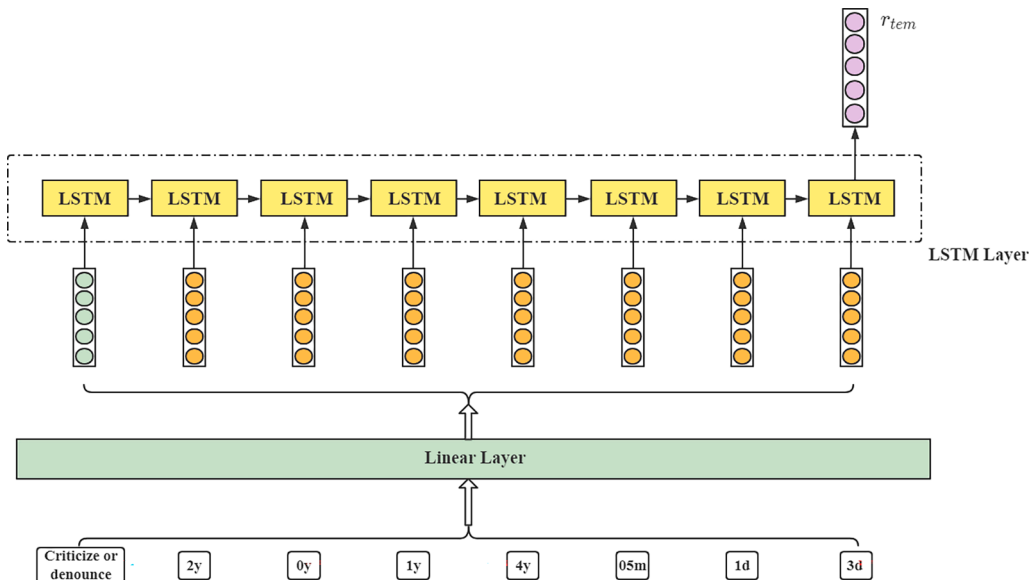 r_tem
LSTM LSTM LSTM LSTM LSTM LSTM LSTM LSTM
LSTM Layer
Linear Layer
Criticize or
denounce
2y 0y 1y 4y 05m 1d 3d